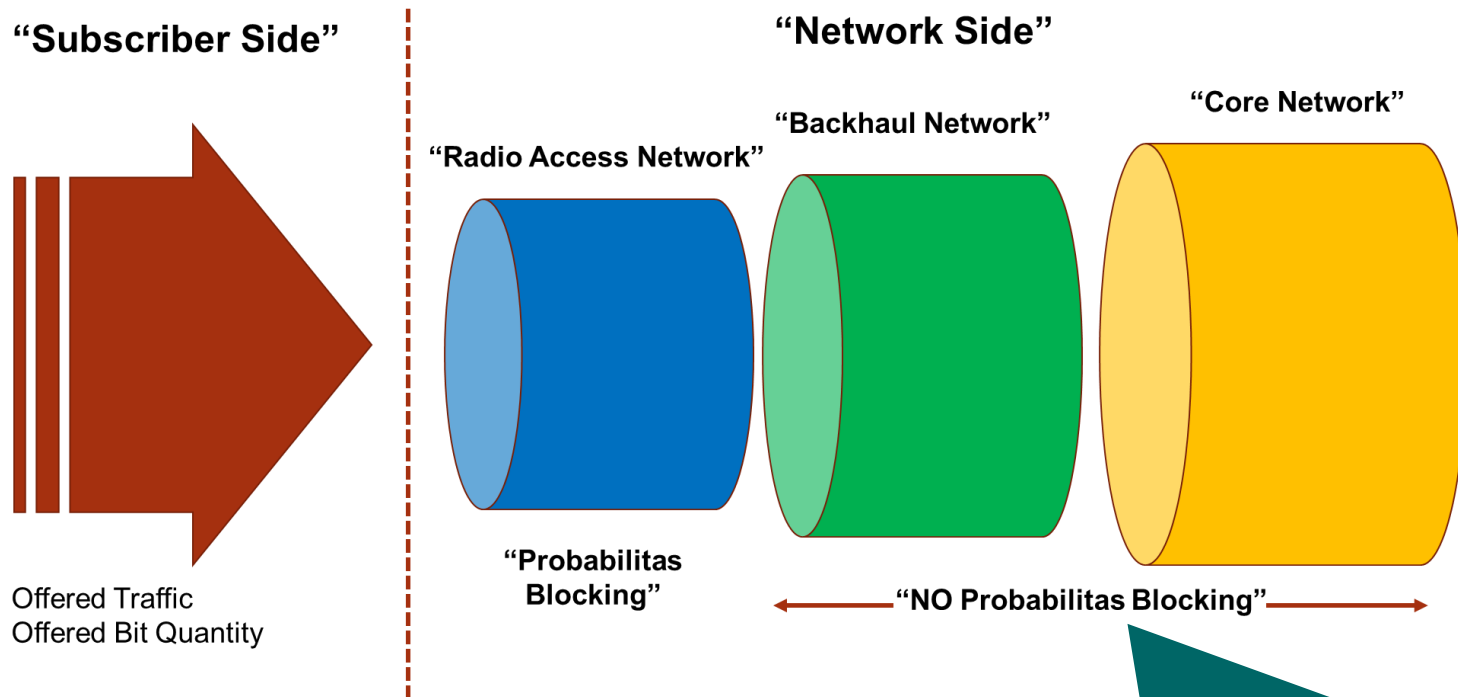 “Subscriber Side”
“Network Side”
“Radio Access Network”
“Backhaul Network”
“Core Network”
“Probabilitas
Blocking”
“NO Probabilitas Blocking”
Offered Traffic
Offered Bit Quantity